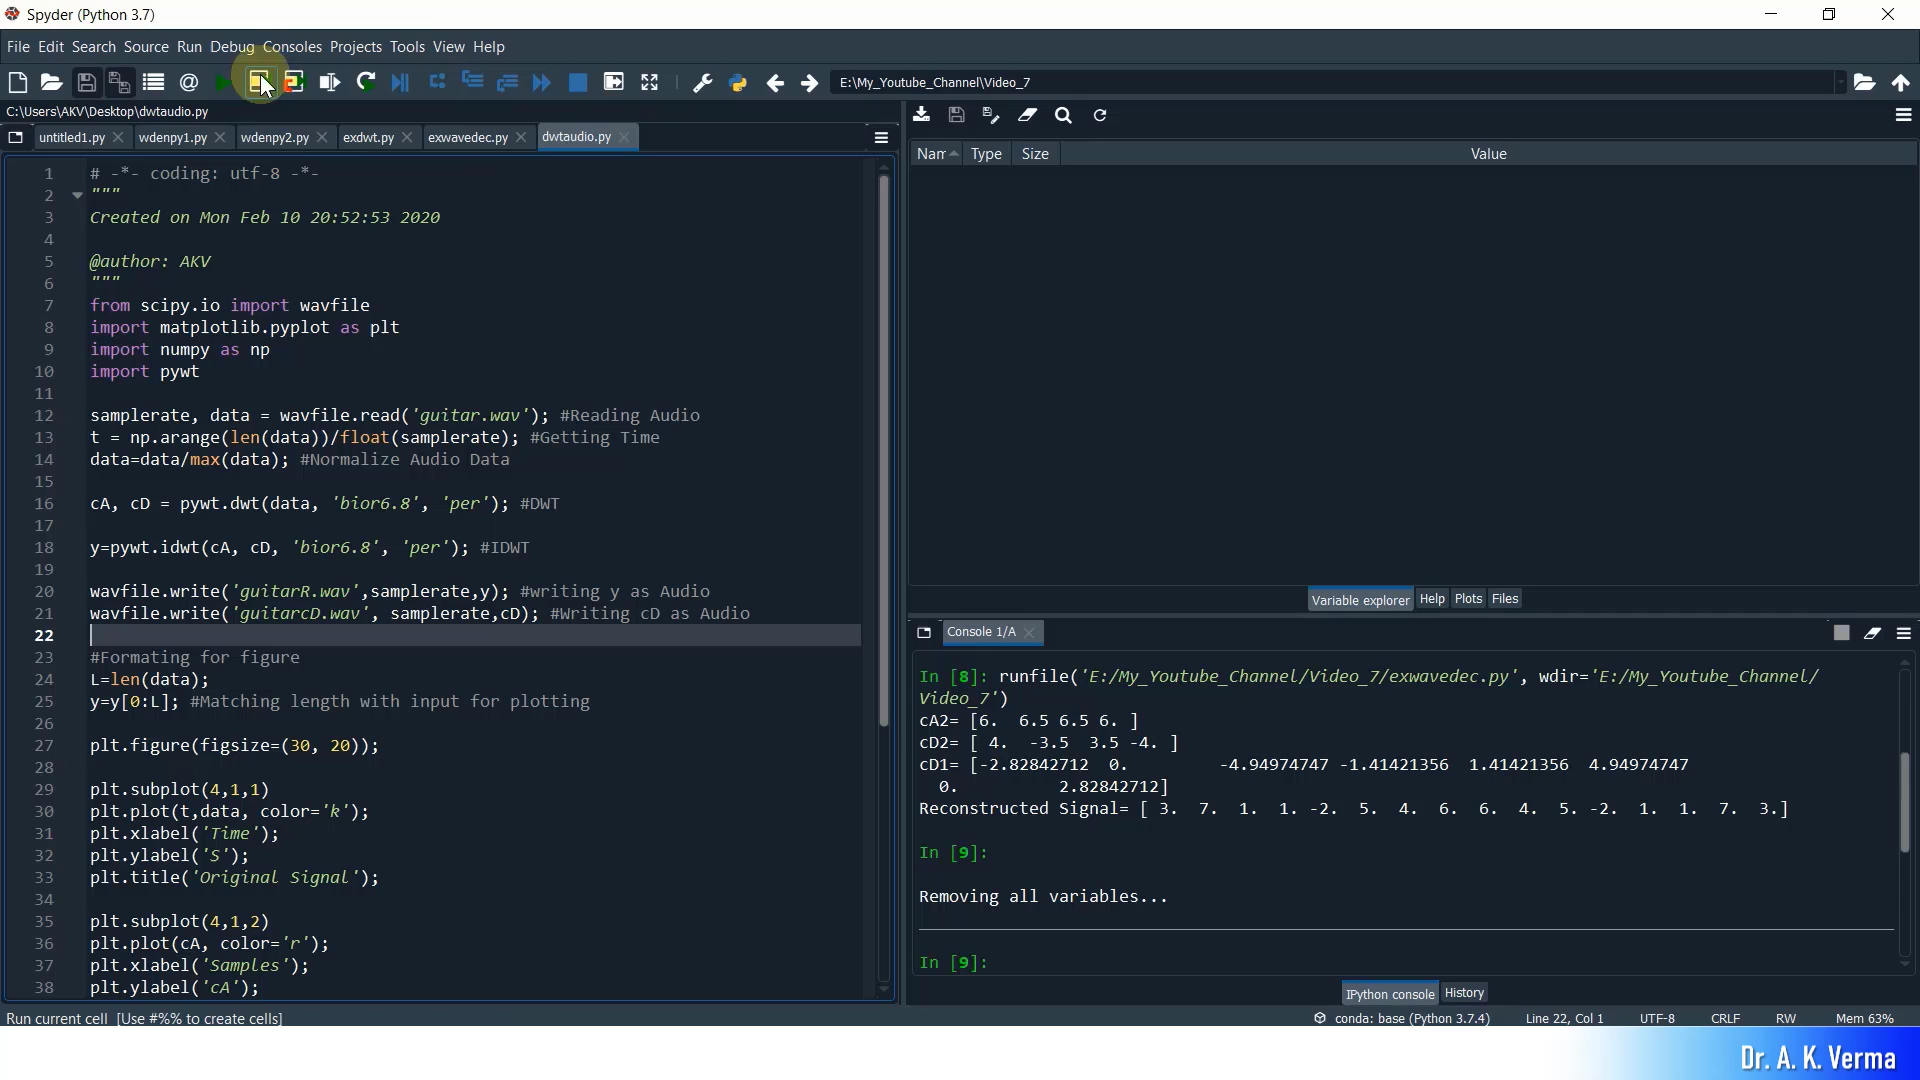 Spyder (Python 3.7)
File Edit Search Source Run Debug Consoles Projects Tools View Help
E:\My_Youtube_Channel\Video_7
C:\Users\AKV\Desktop\dwtaudio.py
untitled1.py wdenpy1.py wdenpy2.py exdwt.py exwavedec.py dwtaudio.py
1 # -*- coding: utf-8 -*-
2 """
3 Created on Mon Feb 10 20:52:53 2020
4
5 @author: AKV
6 """
7 from scipy.io import wavfile
8 import matplotlib.pyplot as plt
9 import numpy as np
10 import pywt
11
12 samplerate, data = wavfile.read('guitar.wav'); #Reading Audio
13 t = np.arange(len(data))/float(samplerate); #Getting Time
14 data=data/max(data); #Normalize Audio Data
15
16 cA, cD = pywt.dwt(data, 'bior6.8', 'per'); #DWT
17
18 y=pywt.idwt(cA, cD, 'bior6.8', 'per'); #IDWT
19
20 wavfile.write('guitarR.wav',samplerate,y); #writing y as Audio
21 wavfile.write('guitarcD.wav', samplerate,cD); #Writing cD as Audio
22
23 #Formating for figure
24 L=len(data);
25 y=y[0:L]; #Matching length with input for plotting
26
27 plt.figure(figsize=(30, 20));
28
29 plt.subplot(4,1,1)
30 plt.plot(t,data, color='k');
31 plt.xlabel('Time');
32 plt.ylabel('S');
33 plt.title('Original Signal');
34
35 plt.subplot(4,1,2)
36 plt.plot(cA, color='r');
37 plt.xlabel('Samples');
38 plt.ylabel('cA');
Nam Type Size Value
Variable explorer Help Plots Files
Console 1/A
In [8]: runfile('E:/My_Youtube_Channel/Video_7/exwavedec.py', wdir='E:/My_Youtube_Channel/
Video_7')
cA2= [6.  6.5 6.5 6. ]
cD2= [ 4.  -3.5  3.5 -4. ]
cD1= [-2.82842712  0.         -4.94974747 -1.41421356  1.41421356  4.94974747
  0.          2.82842712]
Reconstructed Signal= [ 3.  7.  1.  1. -2.  5.  4.  6.  6.  4.  5. -2.  1.  1.  7.  3.]
In [9]:
Removing all variables...
In [9]:
IPython console History
Run current cell [Use #%% to create cells]
conda: base (Python 3.7.4) Line 22, Col 1 UTF-8 CRLF RW Mem 63%
Dr. A. K. Verma